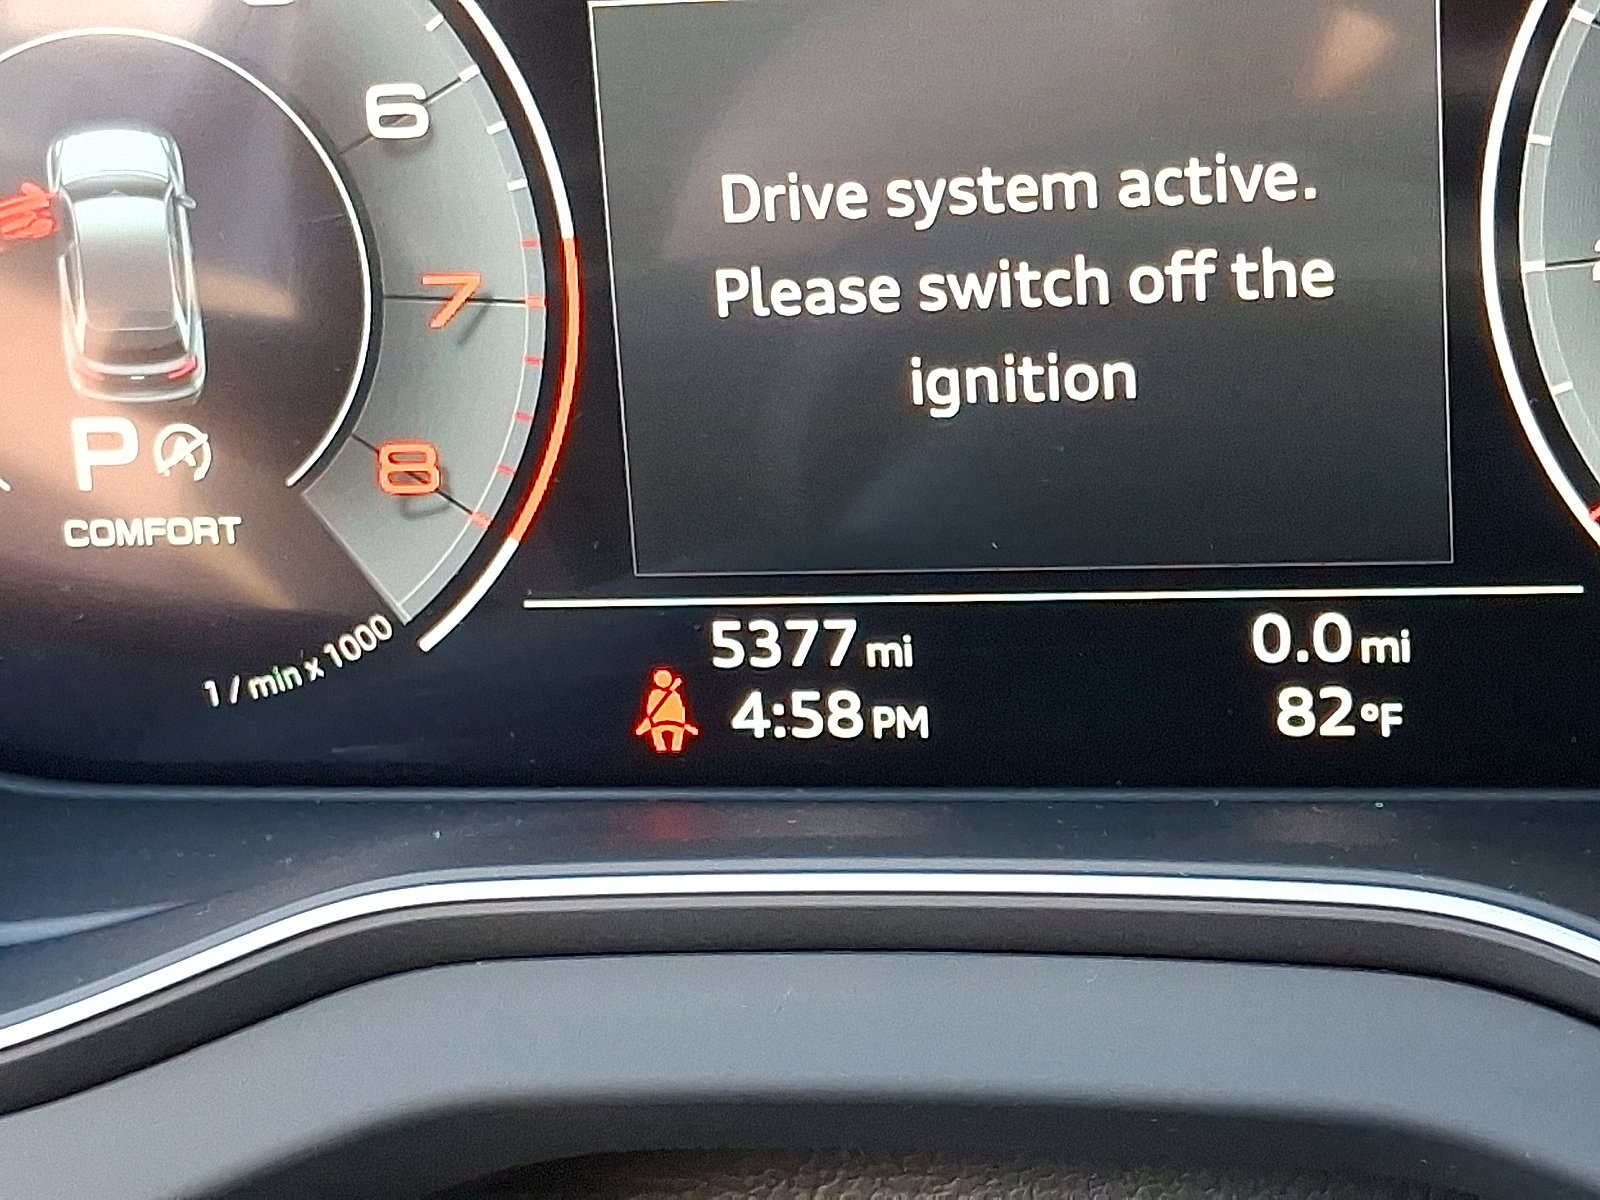 6
Drive system active.
Please switch off the
ignition
7
8
P
COMFORT
1 / min x 1000
5377 mi
0.0 mi
4:58 PM
82 °F